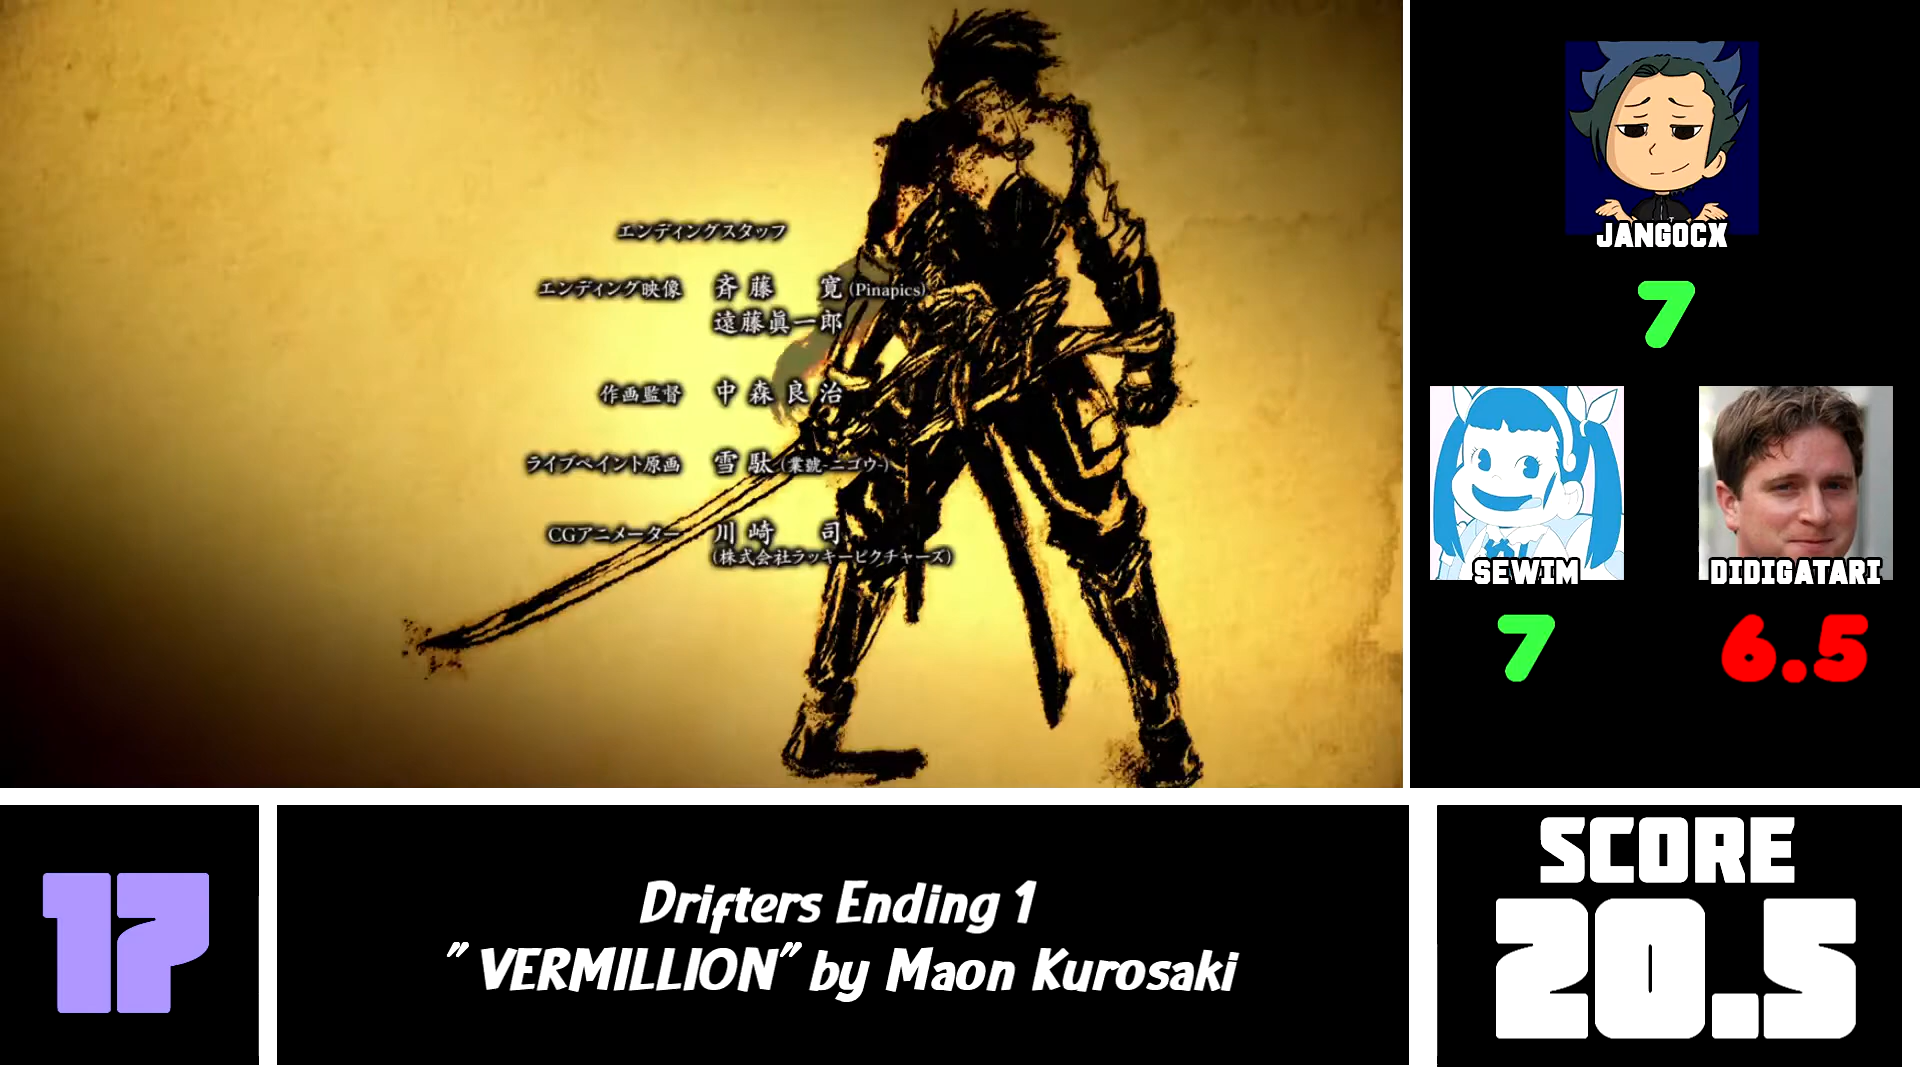 エンディングスタッフ
エンディング映像 斉藤 寛 (Pinapics)
遠藤眞一郎
作画監督 中森良治
ライブペイント原画 雪駄 (業號-ニゴウ-)
CGアニメーター 川崎 司
(株式会社ラッキーピクチャーズ)
JANGOCX
7
SEWIM
DIDIGATARI
7
6.5
17
Drifters Ending 1
"VERMILLION" by Maon Kurosaki
SCORE
20.5